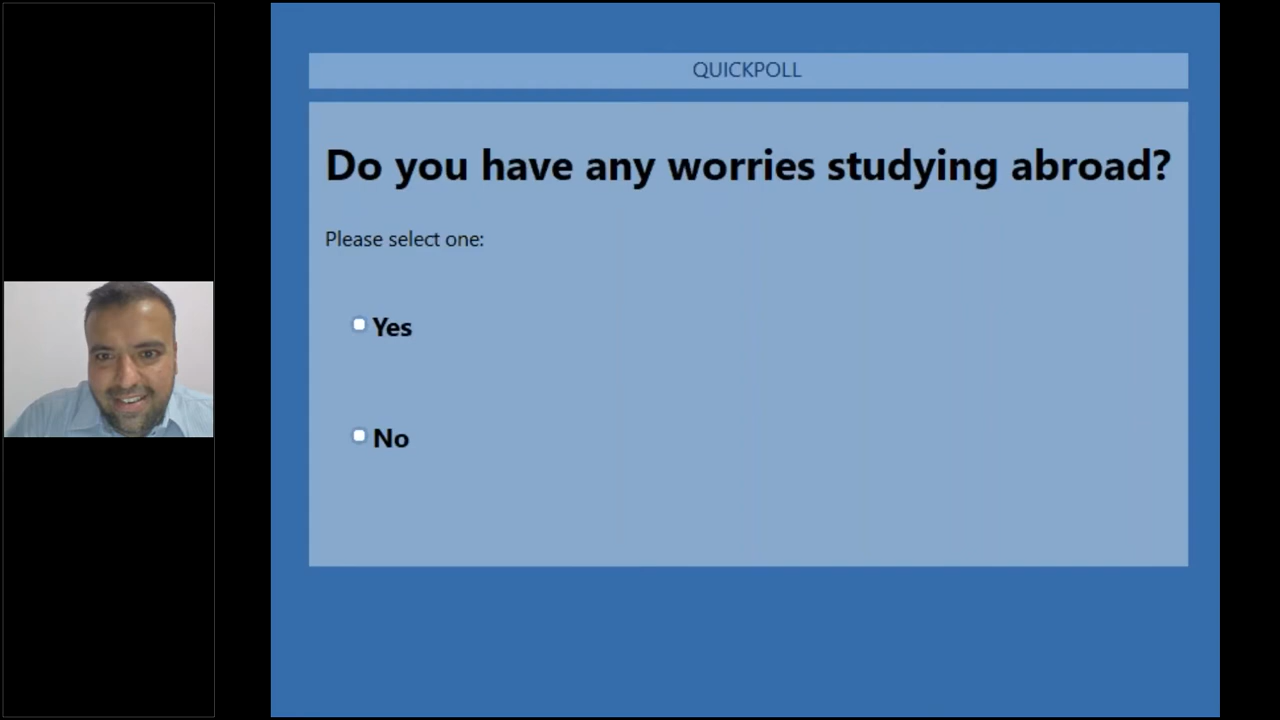 QUICKPOLL
Do you have any worries studying abroad?
Please select one:
Yes
No